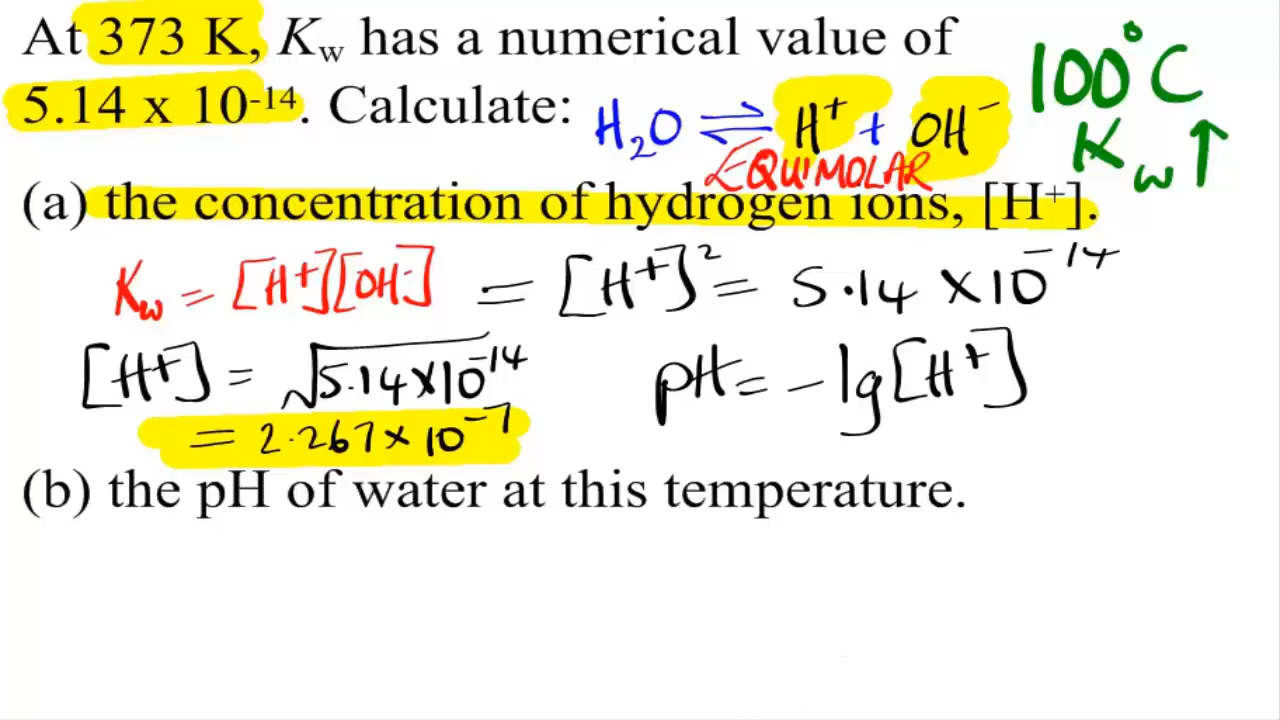 At 373 K, Kw has a numerical value of
5.14 x 10⁻¹⁴. Calculate:
H₂O ⇌ H⁺ + OH⁻
EQUIMOLAR
100°C
Kw ↑
(a) the concentration of hydrogen ions, [H⁺].
Kw = [H⁺][OH⁻] = [H⁺]² = 5.14 × 10⁻¹⁴
[H⁺] = √5.14×10⁻¹⁴
= 2.267 × 10⁻⁷
pH = - lg [H⁺]
(b) the pH of water at this temperature.